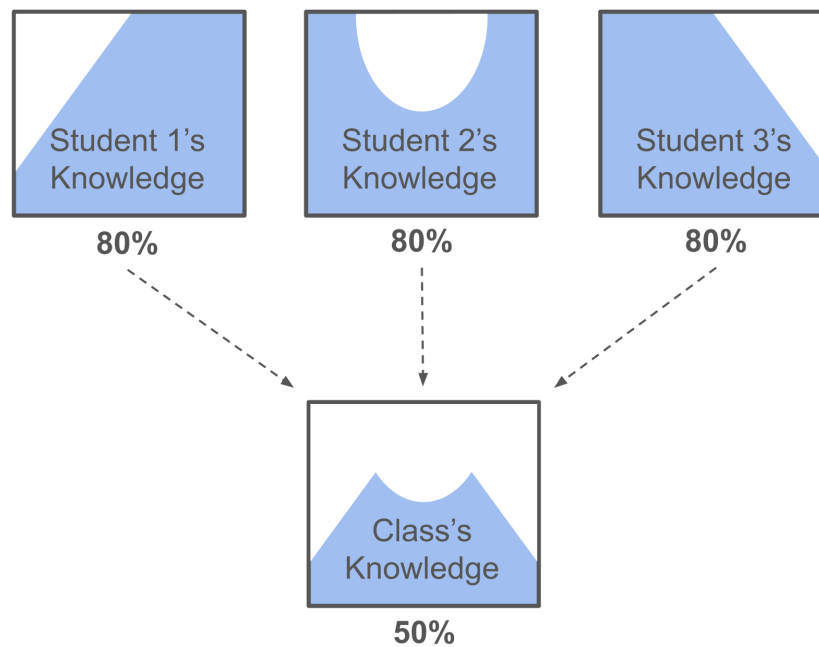 Student 1’s
Knowledge
Student 2’s
Knowledge
Student 3’s
Knowledge
80%
80%
80%
Class’s
Knowledge
50%